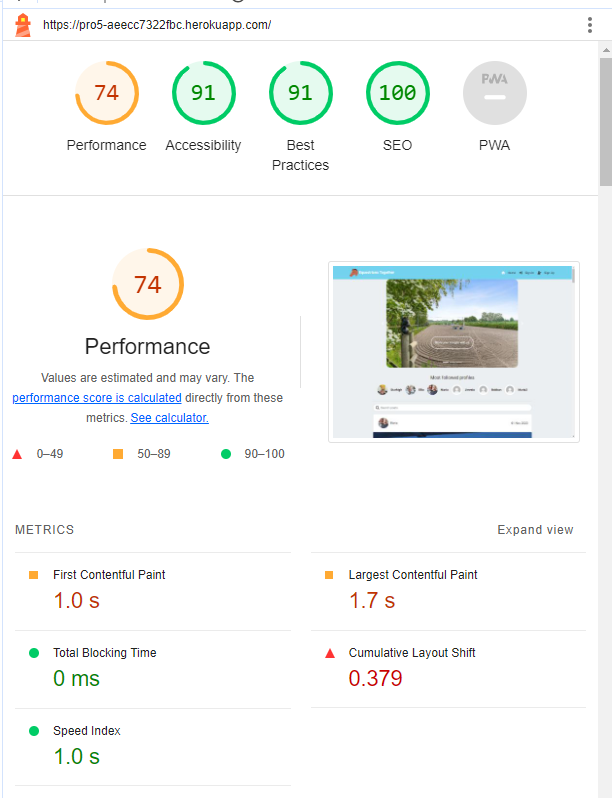 https://pro5-aeecc7322fbc.herokuapp.com/
74
91
91
100
PWA
Performance
Accessibility
Best
Practices
SEO
PWA
74
Performance
Values are estimated and may vary. The
performance score is calculated directly from these
metrics. See calculator.
0–49
50–89
90–100
Most followed profiles
METRICS
Expand view
First Contentful Paint
1.0 s
Largest Contentful Paint
1.7 s
Total Blocking Time
0 ms
Cumulative Layout Shift
0.379
Speed Index
1.0 s